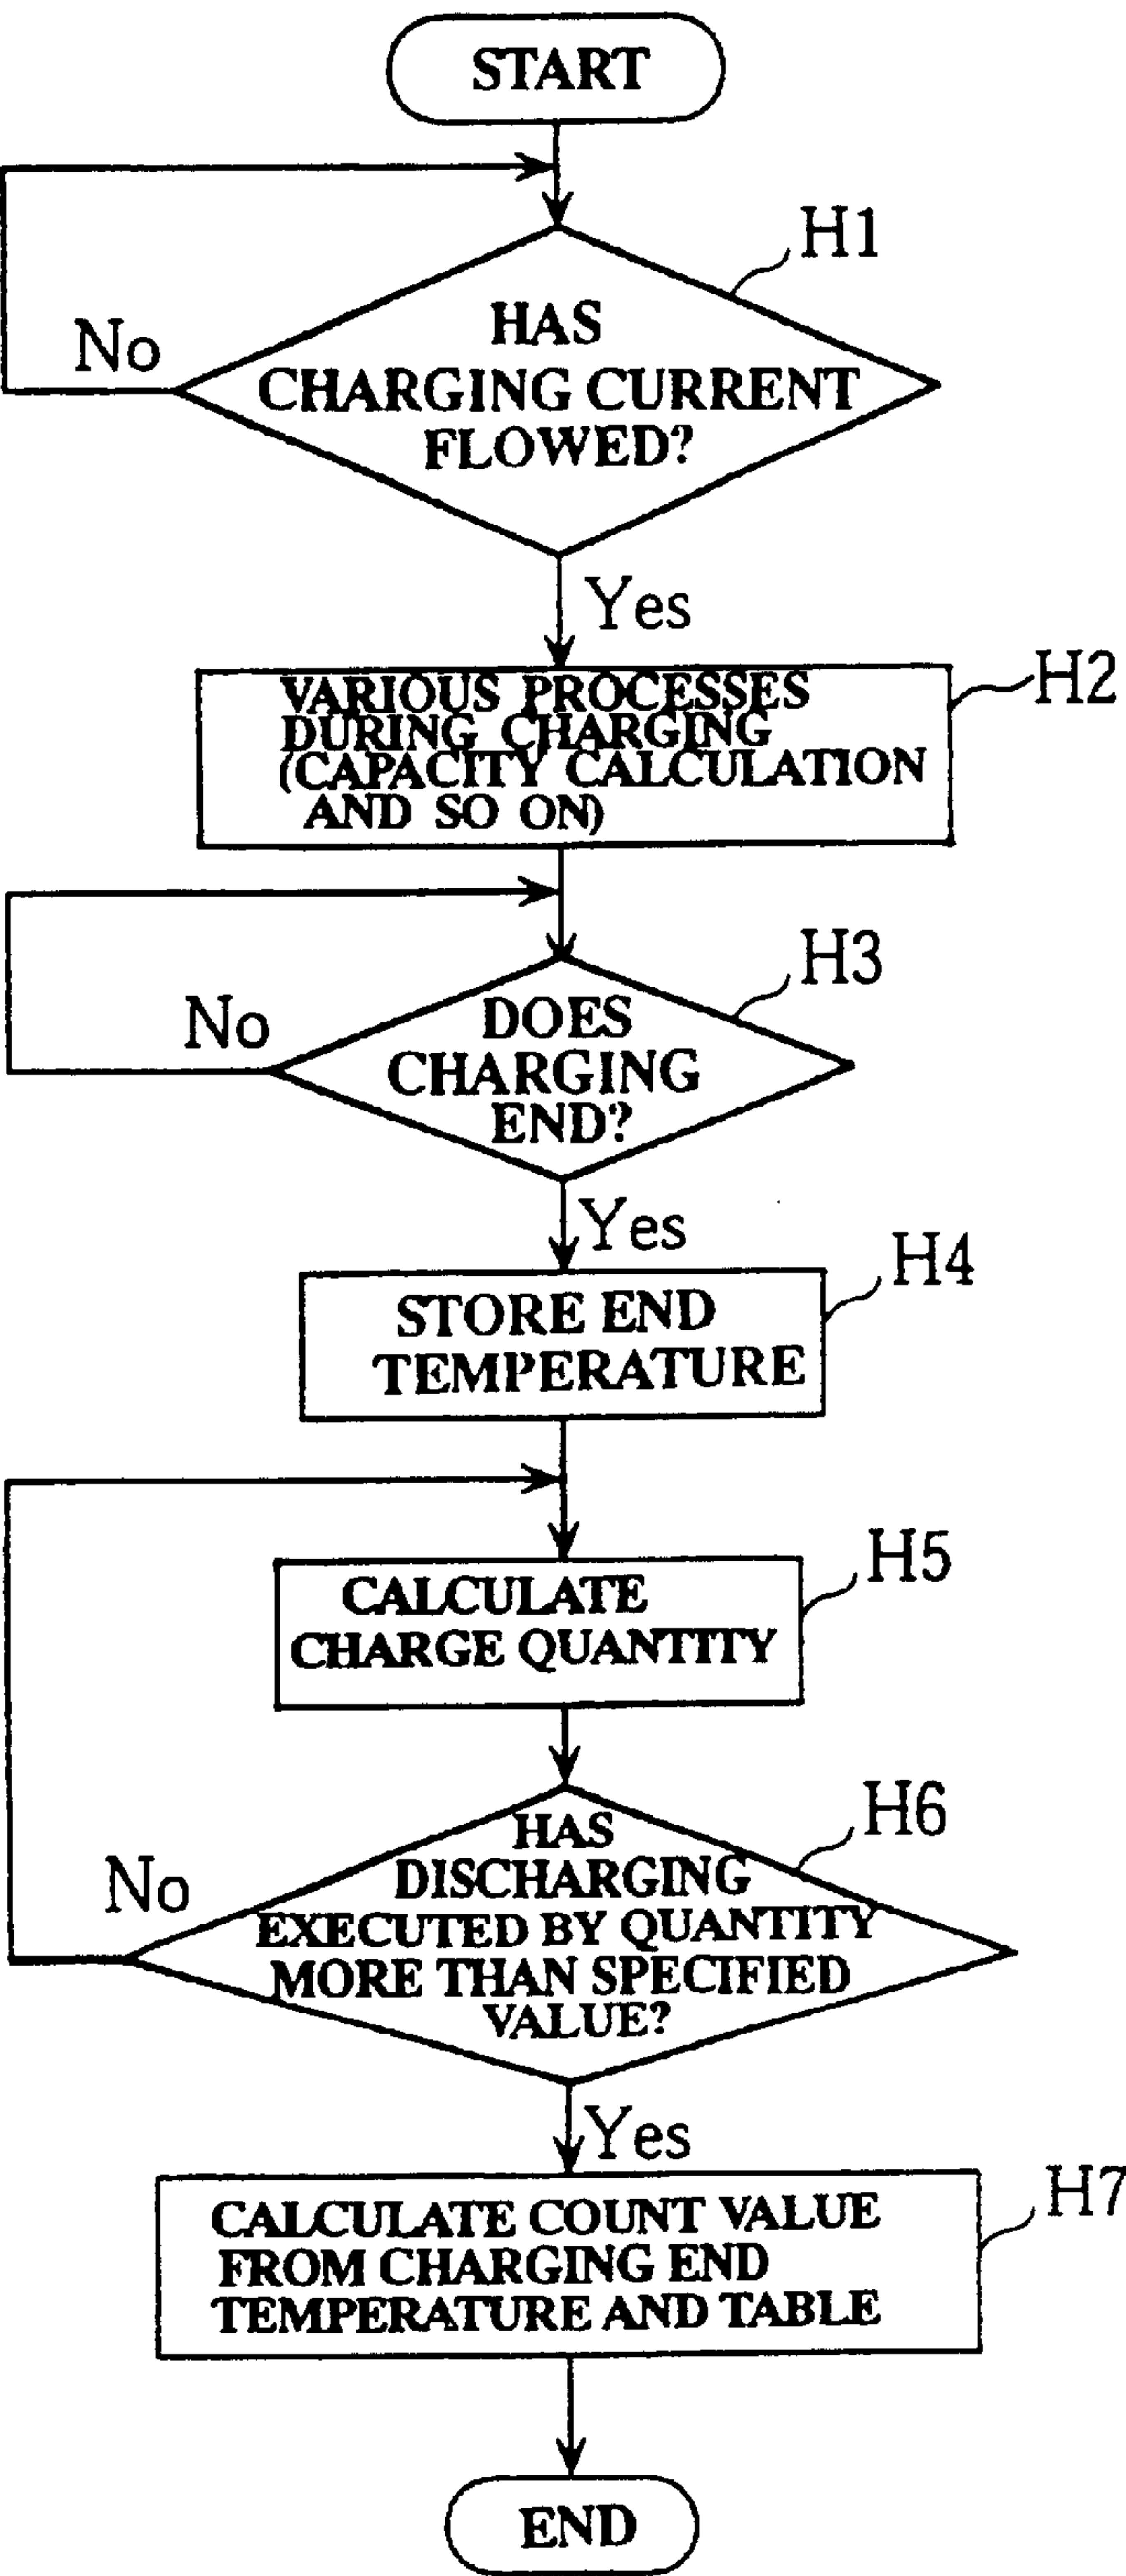 START
H1
HAS
CHARGING CURRENT
FLOWED?
No
Yes
H2
VARIOUS PROCESSES
DURING CHARGING
(CAPACITY CALCULATION
AND SO ON)
H3
DOES
CHARGING
END?
No
Yes
H4
STORE END
TEMPERATURE
H5
CALCULATE
CHARGE QUANTITY
H6
HAS
DISCHARGING
EXECUTED BY QUANTITY
MORE THAN SPECIFIED
VALUE?
No
Yes
H7
CALCULATE COUNT VALUE
FROM CHARGING END
TEMPERATURE AND TABLE
END